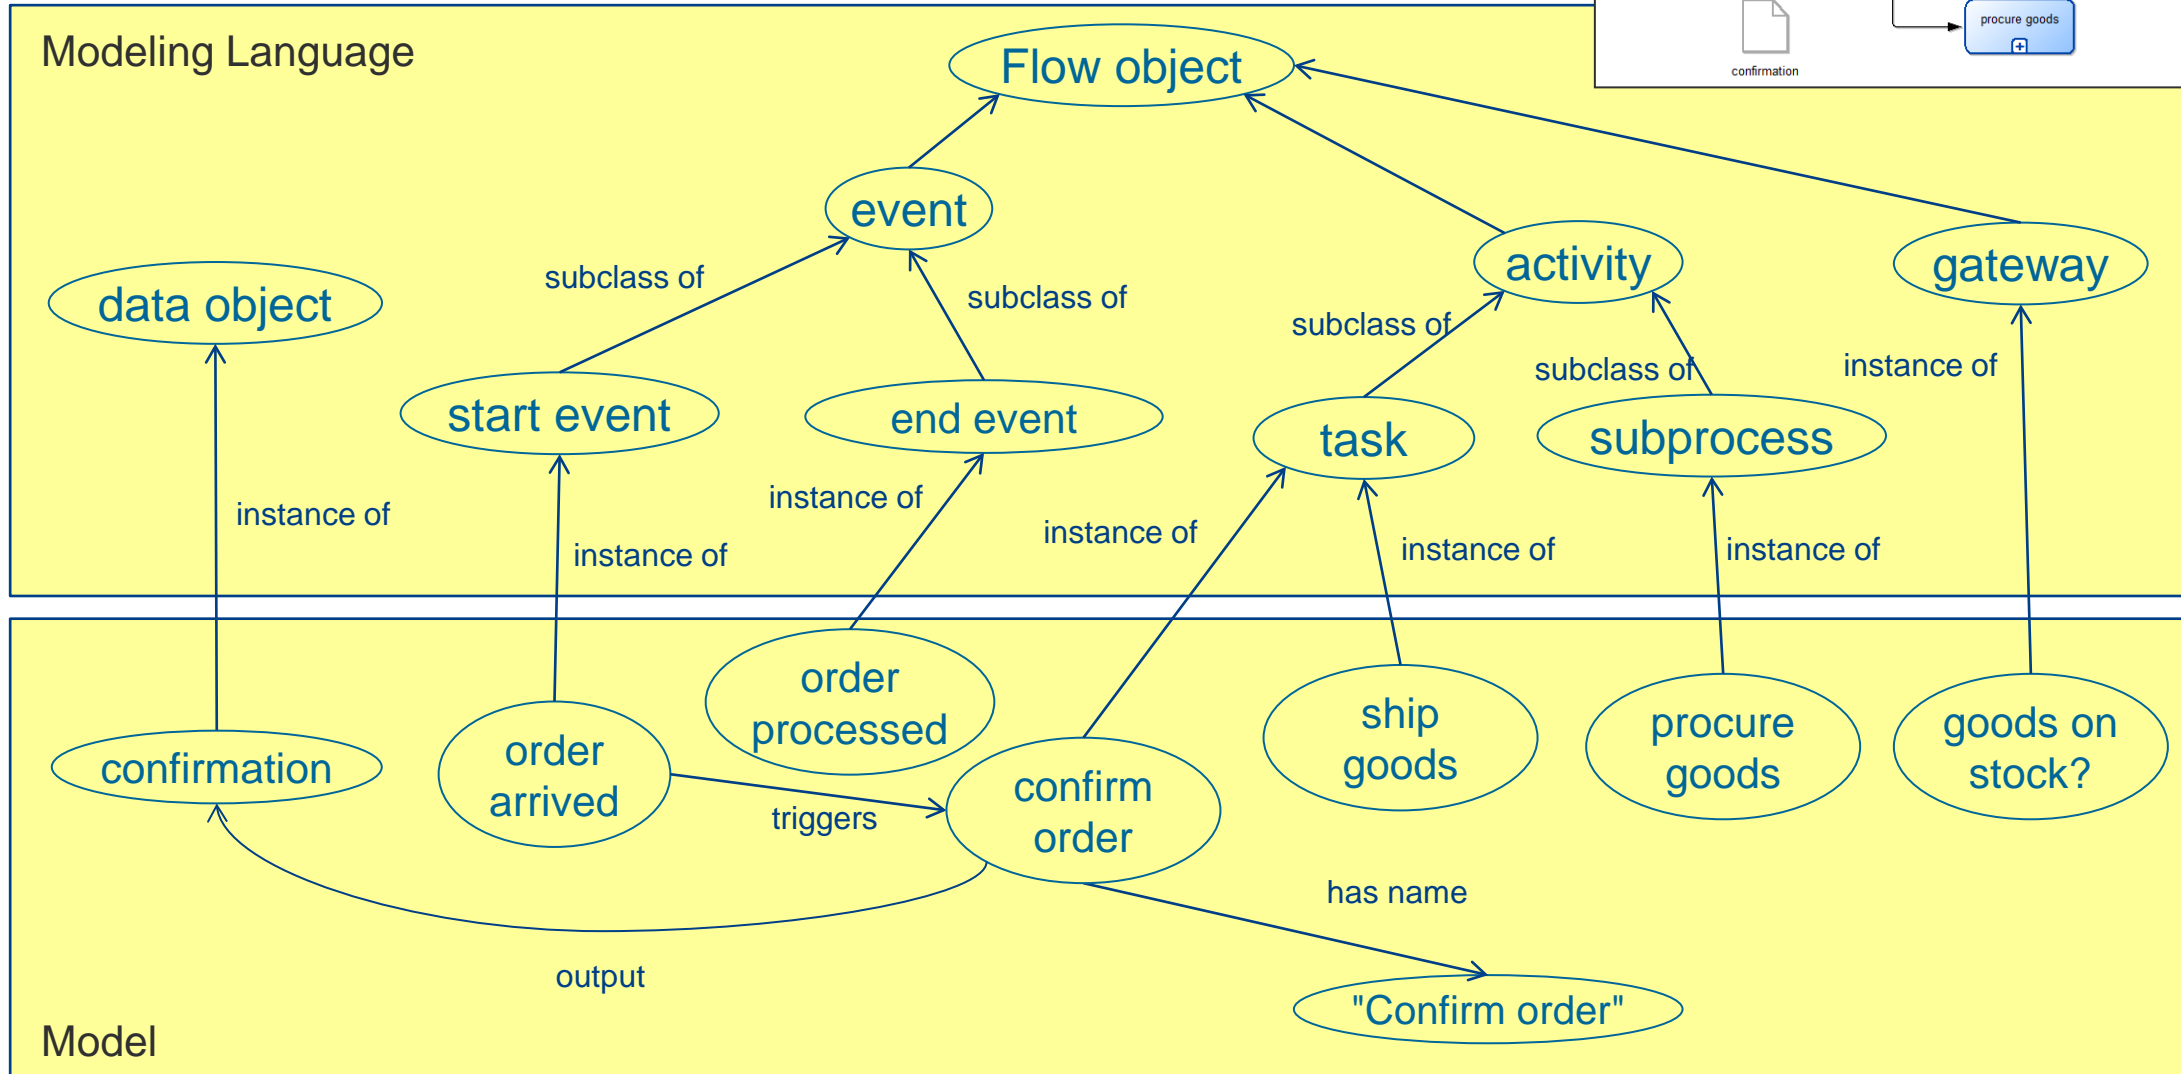 Modeling Language
Flow object
procure goods
confirmation
event
activity
gateway
data object
subclass of
subclass of
subclass of
subclass of
instance of
start event
end event
task
subprocess
instance of
instance of
instance of
instance of
instance of
instance of
order
processed
ship
goods
procure
goods
goods on
stock?
confirmation
order
arrived
triggers
confirm
order
has name
output
"Confirm order"
Model